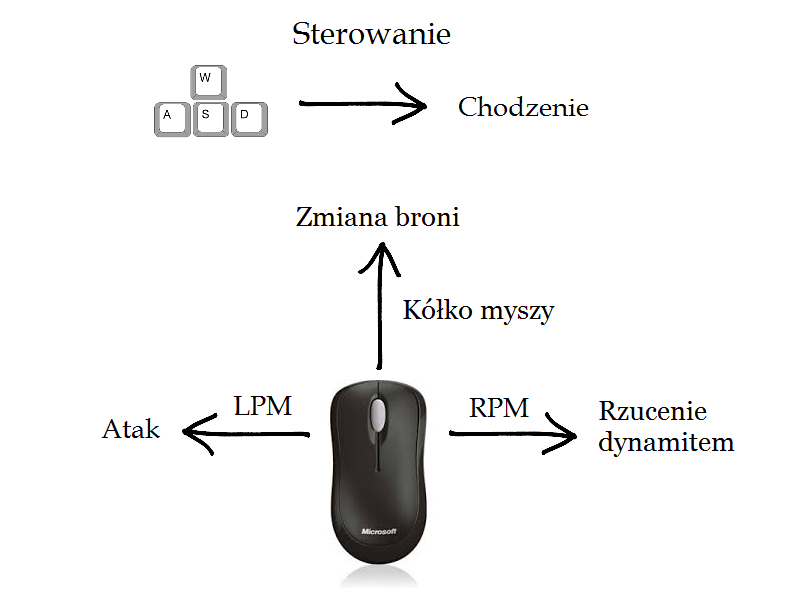 Sterowanie
W
A S D
Chodzenie
Zmiana broni
Kółko myszy
LPM
Atak
RPM
Rzucenie
dynamitem
Microsoft